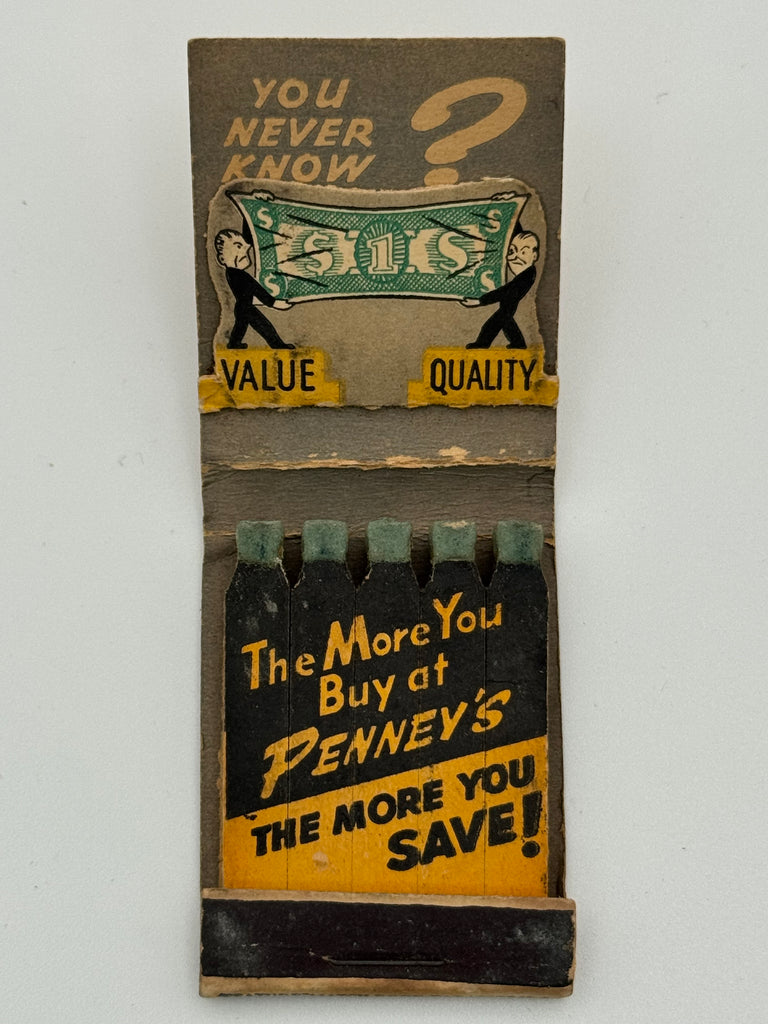 YOU
NEVER
KNOW ?
$ $ 1 $ $
$ $
VALUE QUALITY
The More You
Buy at
PENNEY'S
THE MORE YOU
SAVE!